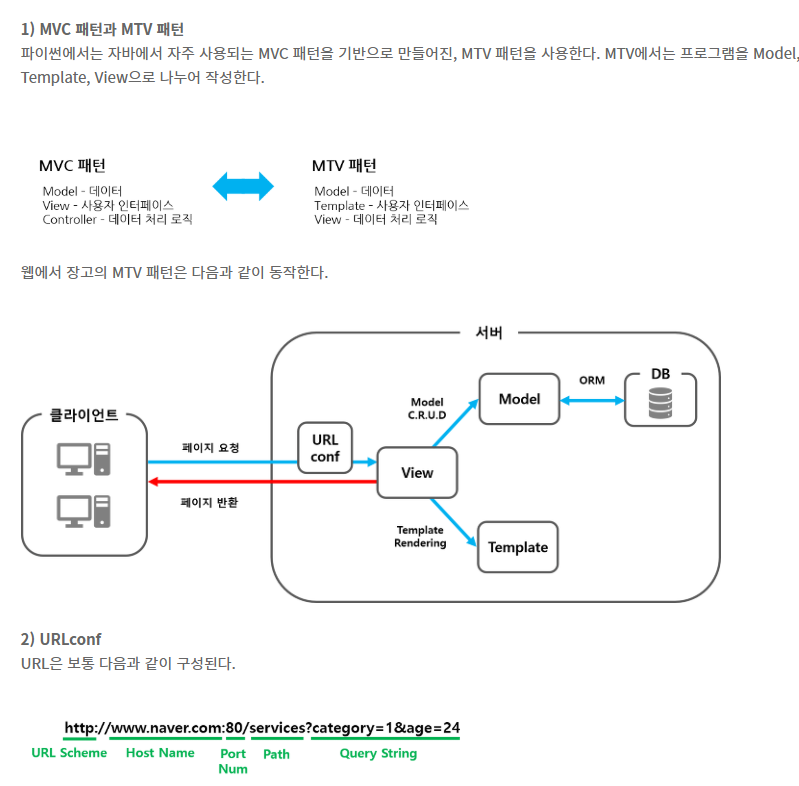 1) MVC 패턴과 MTV 패턴
파이썬에서는 자바에서 자주 사용되는 MVC 패턴을 기반으로 만들어진, MTV 패턴을 사용한다. MTV에서는 프로그램을 Model,
Template, View으로 나누어 작성한다.
MVC 패턴
Model - 데이터
View - 사용자 인터페이스
Controller - 데이터 처리 로직
MTV 패턴
Model - 데이터
Template - 사용자 인터페이스
View - 데이터 처리 로직
웹에서 장고의 MTV 패턴은 다음과 같이 동작한다.
서버
클라이언트
페이지 요청
페이지 반환
URL
conf
View
Model
C.R.U.D
Model
ORM
DB
Template
Rendering
Template
2) URLconf
URL은 보통 다음과 같이 구성된다.
http://www.naver.com:80/services?category=1&age=24
URL Scheme Host Name Port Path Query String
Num